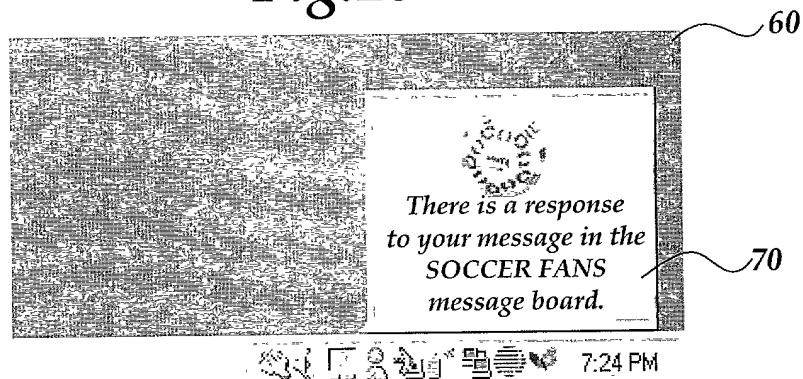 60
There is a response
to your message in the
SOCCER FANS
message board.
70
7:24 PM